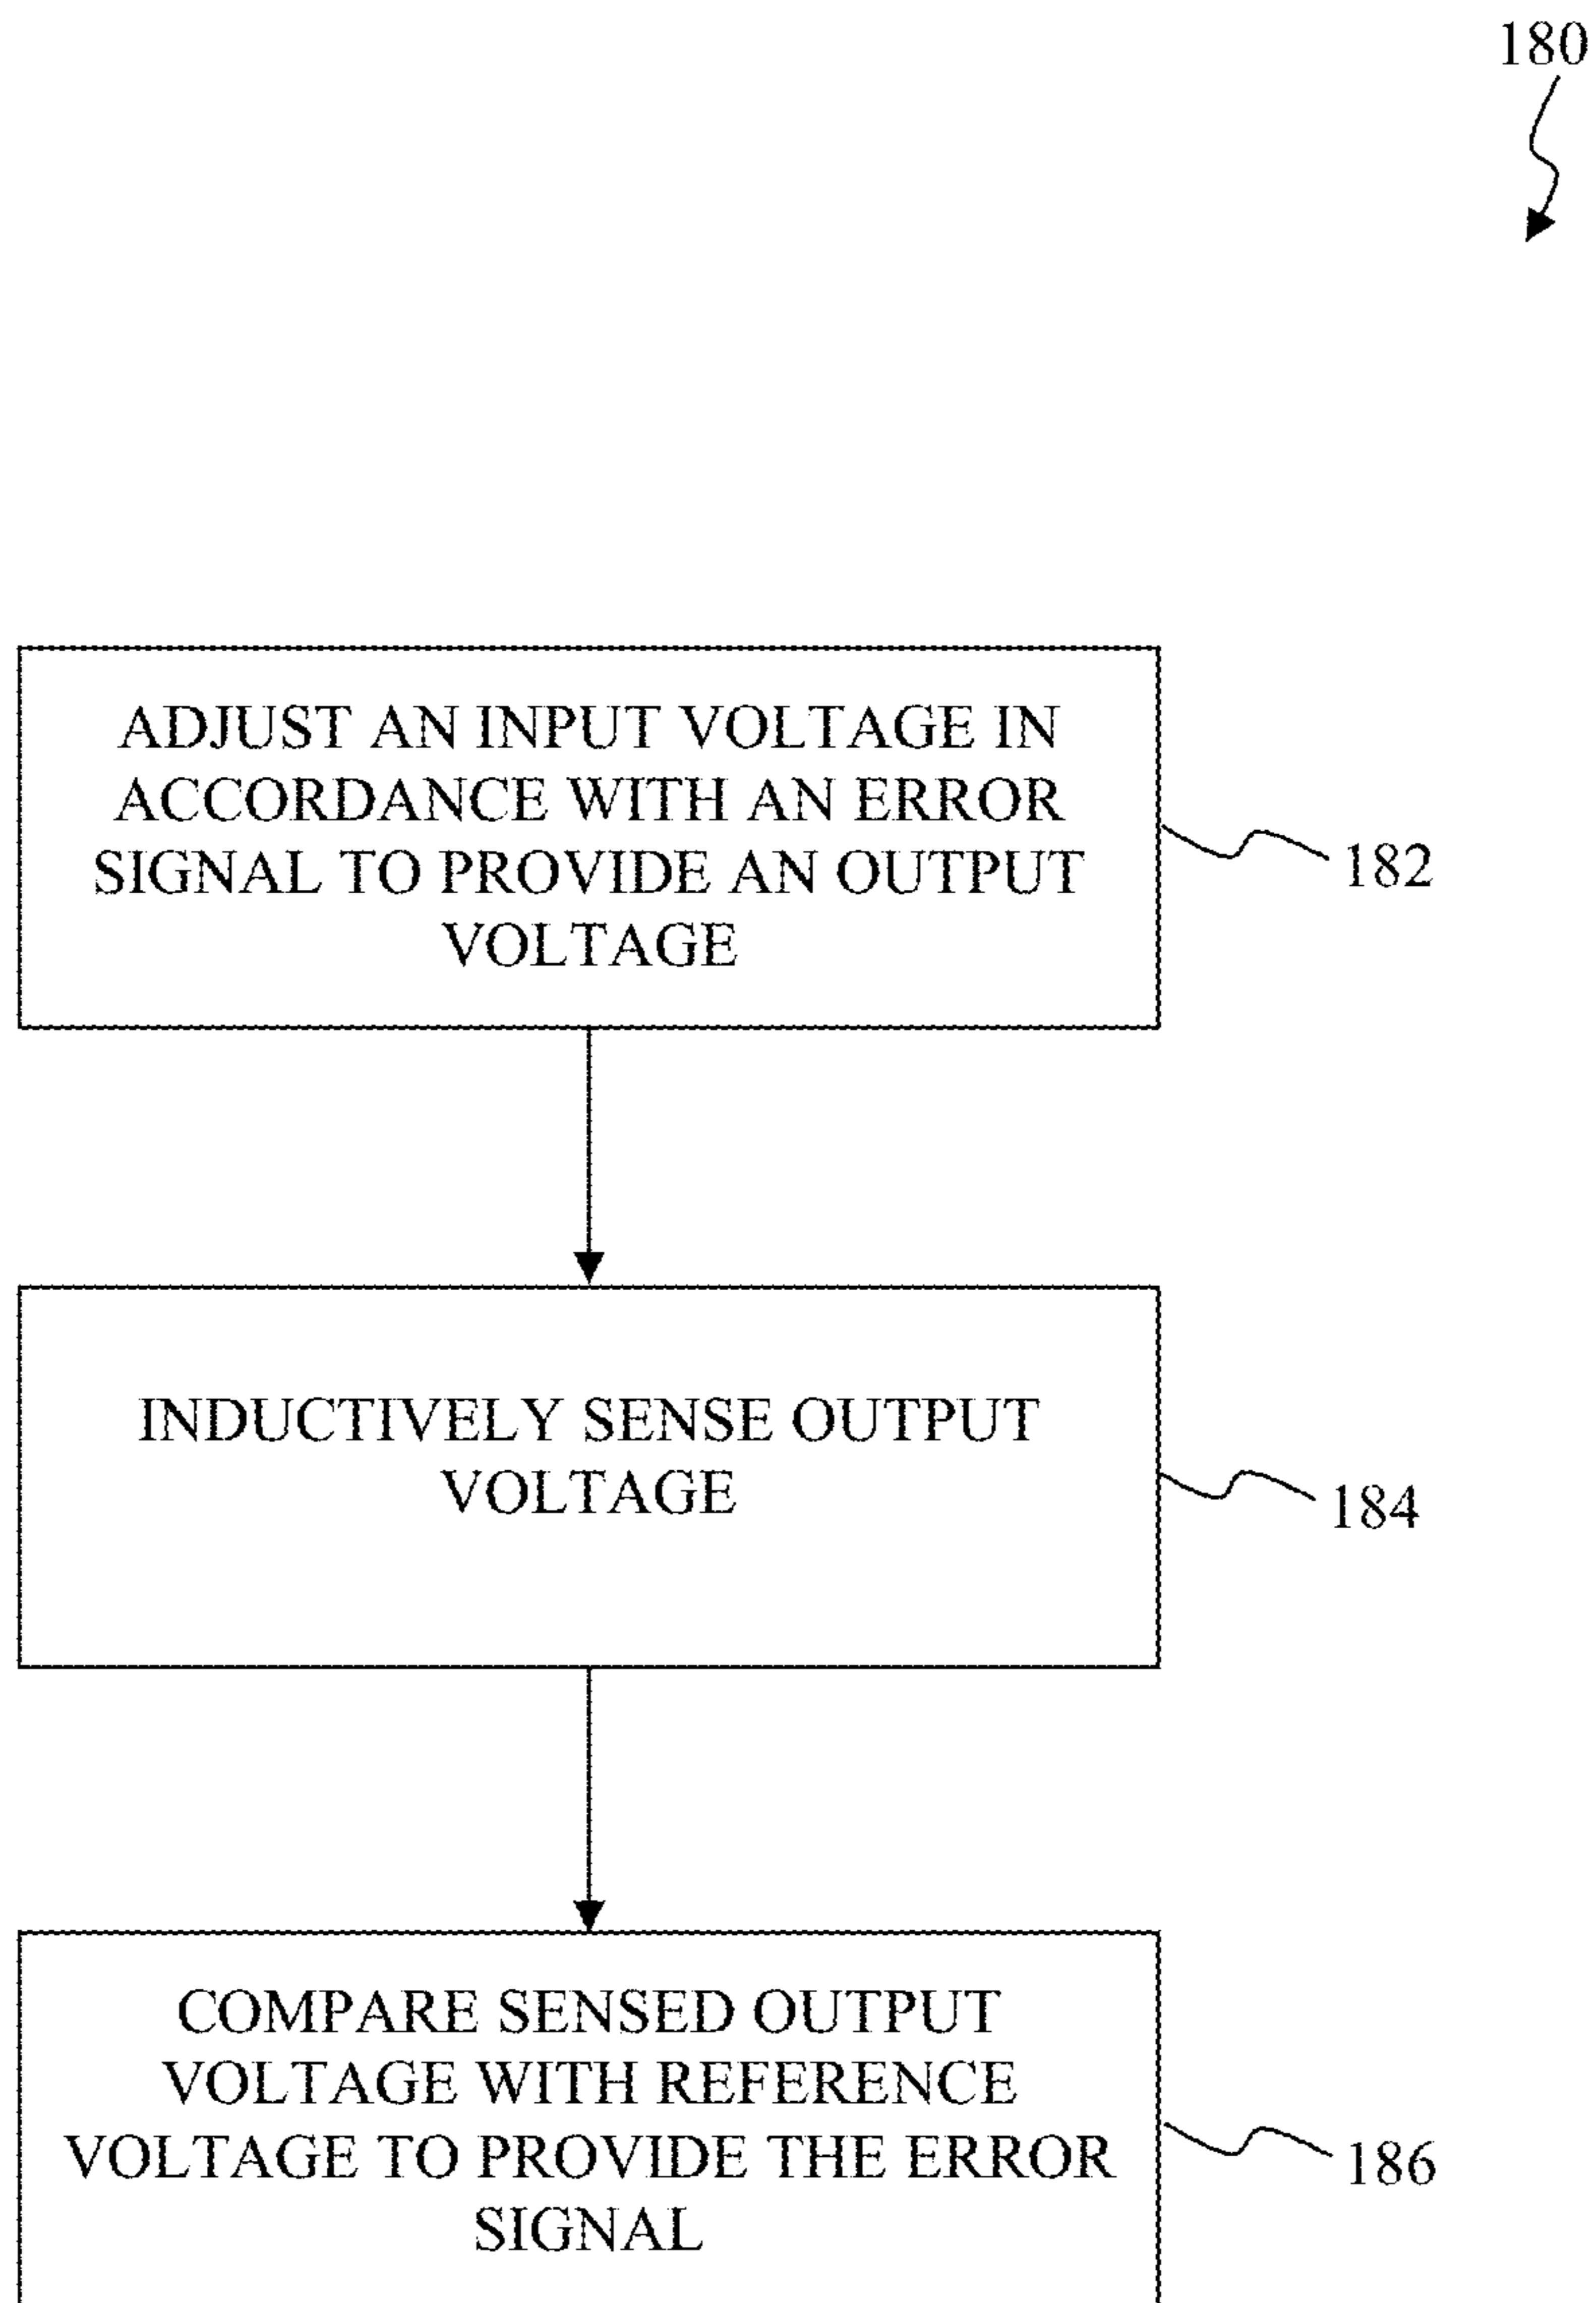 180
ADJUST AN INPUT VOLTAGE IN
ACCORDANCE WITH AN ERROR
SIGNAL TO PROVIDE AN OUTPUT
VOLTAGE
182
INDUCTIVELY SENSE OUTPUT
VOLTAGE
184
COMPARE SENSED OUTPUT
VOLTAGE WITH REFERENCE
VOLTAGE TO PROVIDE THE ERROR
SIGNAL
186